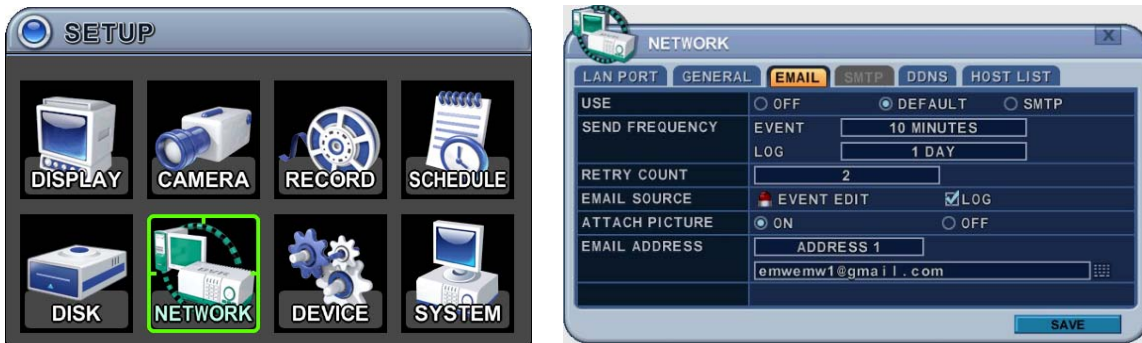 SETUP
DISPLAY CAMERA RECORD SCHEDULE
DISK NETWORK DEVICE SYSTEM
NETWORK X
LAN PORT GENERAL EMAIL SMTP DDNS HOST LIST
USE OFF DEFAULT SMTP
SEND FREQUENCY EVENT 10 MINUTES
LOG 1 DAY
RETRY COUNT 2
EMAIL SOURCE EVENT EDIT LOG
ATTACH PICTURE ON OFF
EMAIL ADDRESS ADDRESS 1
emwemw1@gmail.com
SAVE